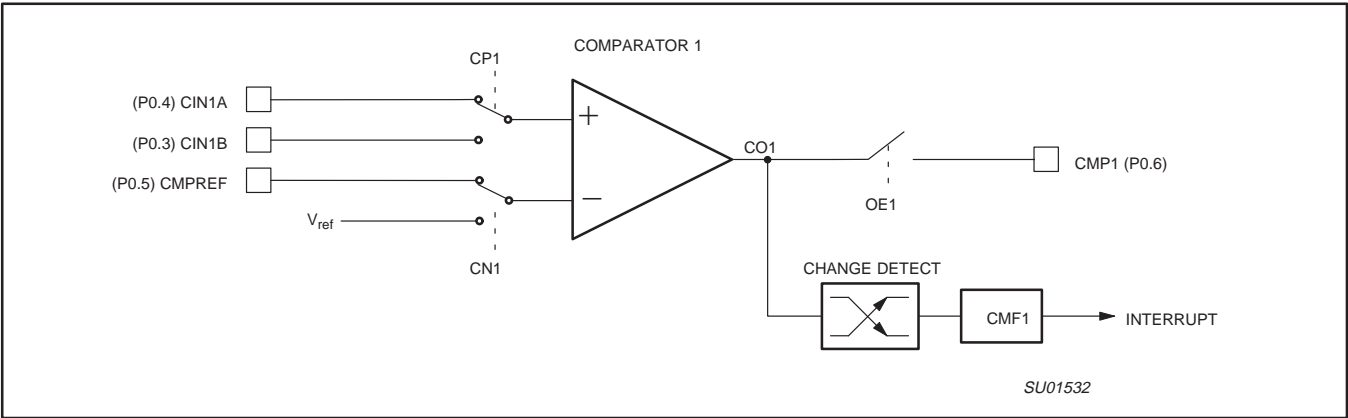 COMPARATOR 1
CP1
(P0.4) CIN1A
+
(P0.3) CIN1B
CO1
CMP1 (P0.6)
(P0.5) CMPREF
−
OE1
Vref
CN1
CHANGE DETECT
CMF1
INTERRUPT
SU01532